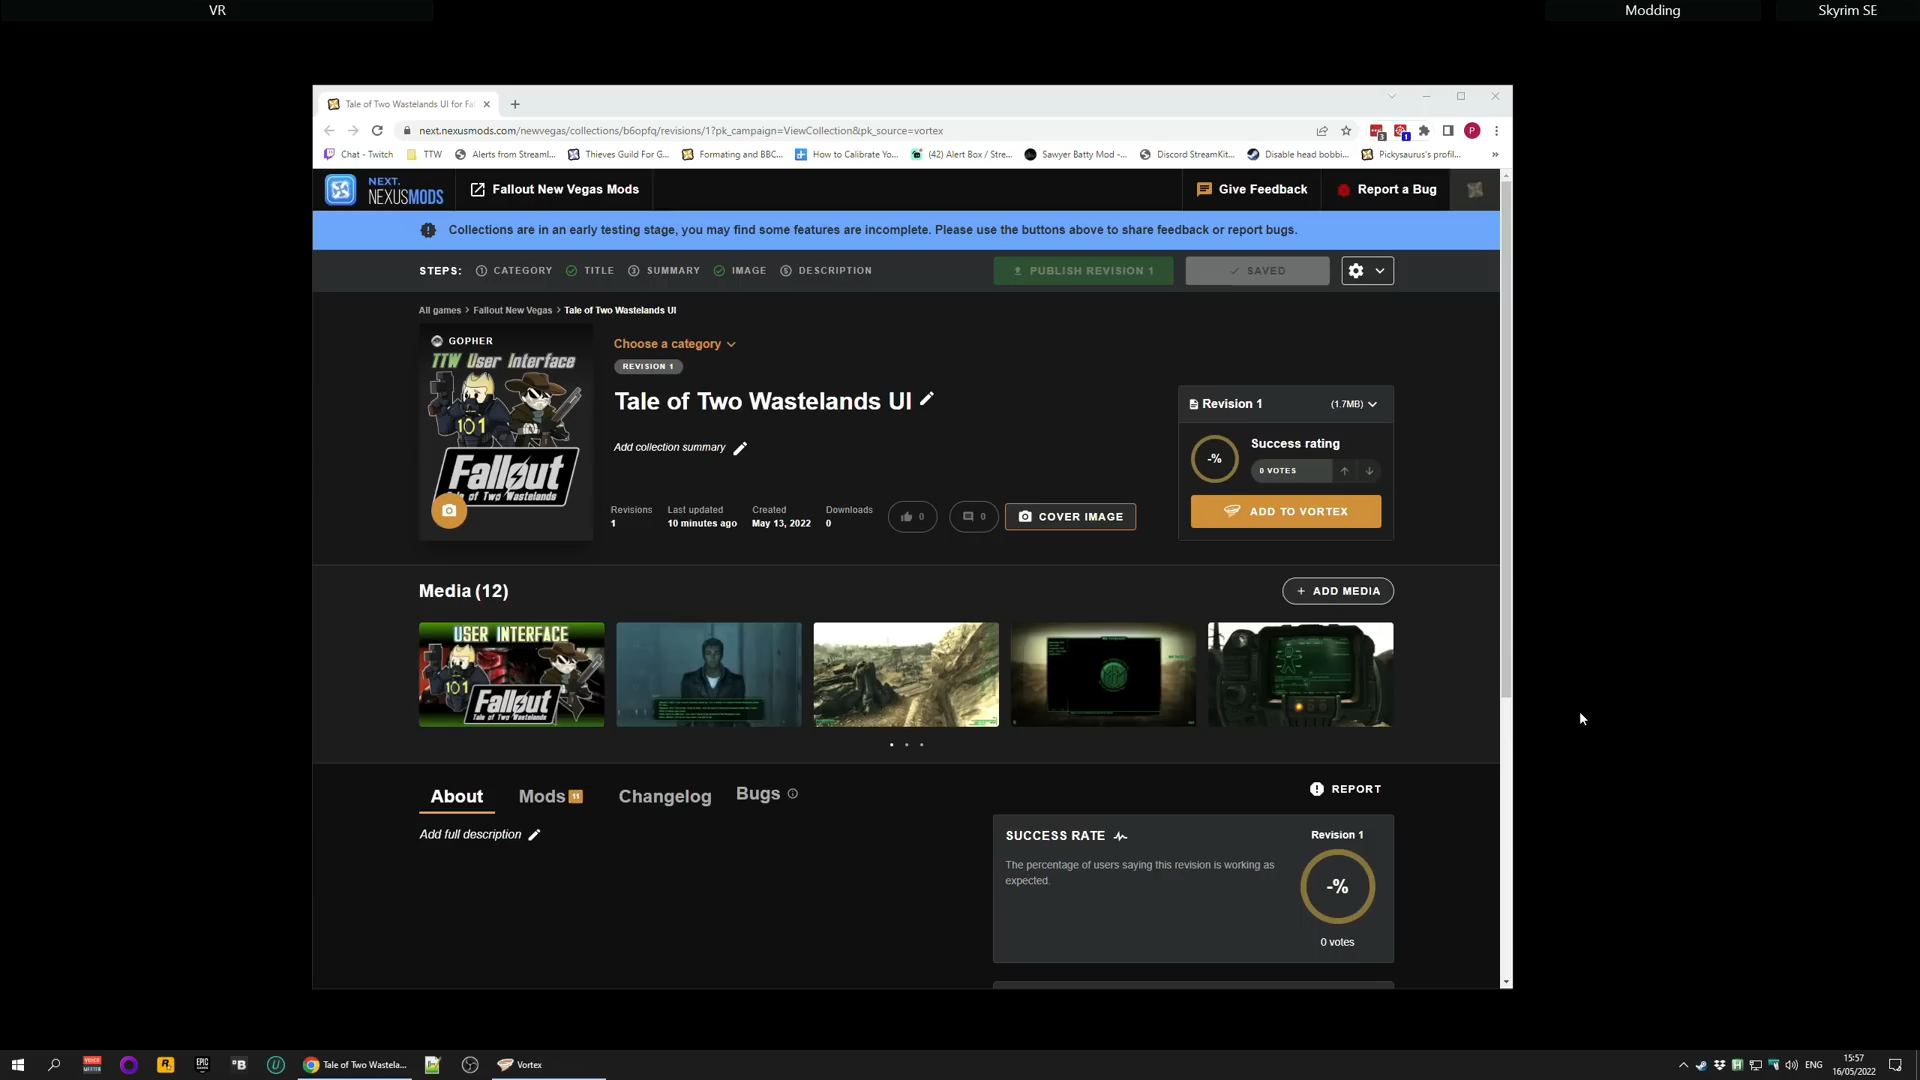 VR
Modding
Skyrim SE
Tale of Two Wastelands UI for Fa
next.nexusmods.com/newvegas/collections/b6opfq/revisions/1?pk_campaign=ViewCollection&pk_source=vortex
Chat - Twitch
TTW
Alerts from Streaml...
Thieves Guild For G...
Formating and BBC...
How to Calibrate Yo...
(42) Alert Box / Stre...
Sawyer Batty Mod -...
Discord StreamKit...
Disable head bobbi...
Pickysaurus's profil...
NEXT.
NEXUSMODS
Fallout New Vegas Mods
Give Feedback
Report a Bug
Collections are in an early testing stage, you may find some features are incomplete. Please use the buttons above to share feedback or report bugs.
STEPS:
1 CATEGORY
TITLE
3 SUMMARY
IMAGE
5 DESCRIPTION
PUBLISH REVISION 1
SAVED
All games > Fallout New Vegas > Tale of Two Wastelands UI
GOPHER
TTW User Interface
101
Fallout
Tale of Two Wastelands
Choose a category
REVISION 1
Tale of Two Wastelands UI
Add collection summary
Revisions
1
Last updated
10 minutes ago
Created
May 13, 2022
Downloads
0
0
0
COVER IMAGE
Revision 1
(1.7MB)
-%
Success rating
0 VOTES
ADD TO VORTEX
Media (12)
+ ADD MEDIA
USER INTERFACE
101
Fallout
Tale of Two Wastelands
About
Mods 11
Changelog
Bugs
REPORT
Add full description
SUCCESS RATE
The percentage of users saying this revision is working as
expected.
Revision 1
-%
0 votes
Tale of Two Wastela...
Vortex
ENG
15:57
16/05/2022